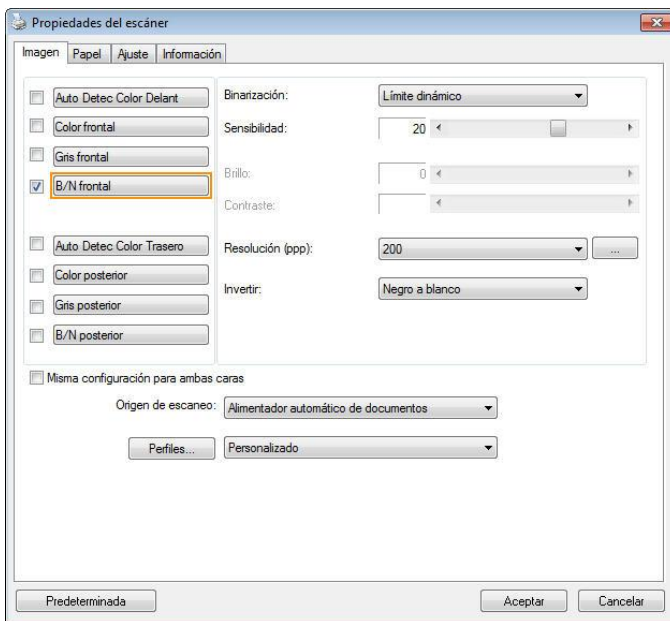 Propiedades del escáner
Imagen Papel Ajuste Información
Auto Detec Color Delant Binarización: Límite dinámico
Color frontal Sensibilidad: 20
Gris frontal
Brillo: 0
B/N frontal
Contraste:
Auto Detec Color Trasero Resolución (ppp): 200 ...
Color posterior
Invertir: Negro a blanco
Gris posterior
B/N posterior
Misma configuración para ambas caras
Origen de escaneo: Alimentador automático de documentos
Perfiles... Personalizado
Predeterminada Aceptar Cancelar